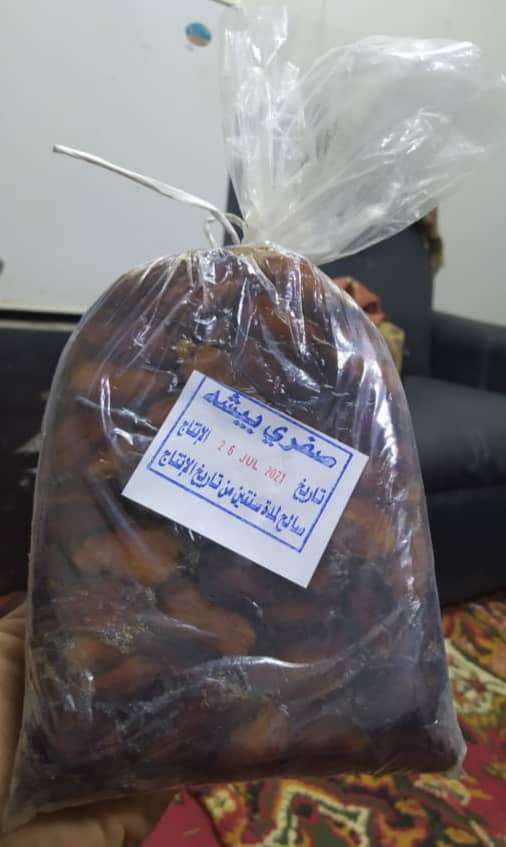 صفري بيشه
تاريخ الإنتاج
26 JUL 2021
صالح لمدة سنتين من تاريخ الإنتاج